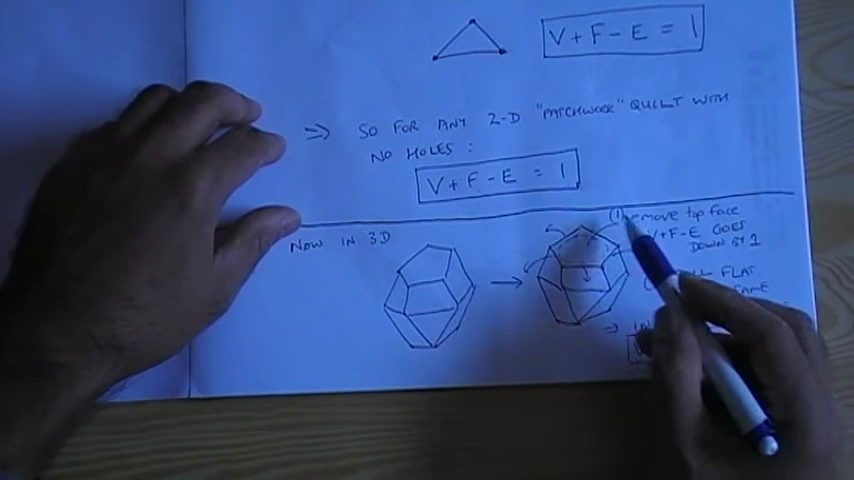 V + F - E = 1
⇒ SO FOR ANY 2-D "PATCHWORK" QUILT WITH
NO HOLES :
V + F - E = 1
NOW IN 3D
① remove top face
V+F-E GOES
DOWN BY 1
FLAT
SAME
⇒ IN